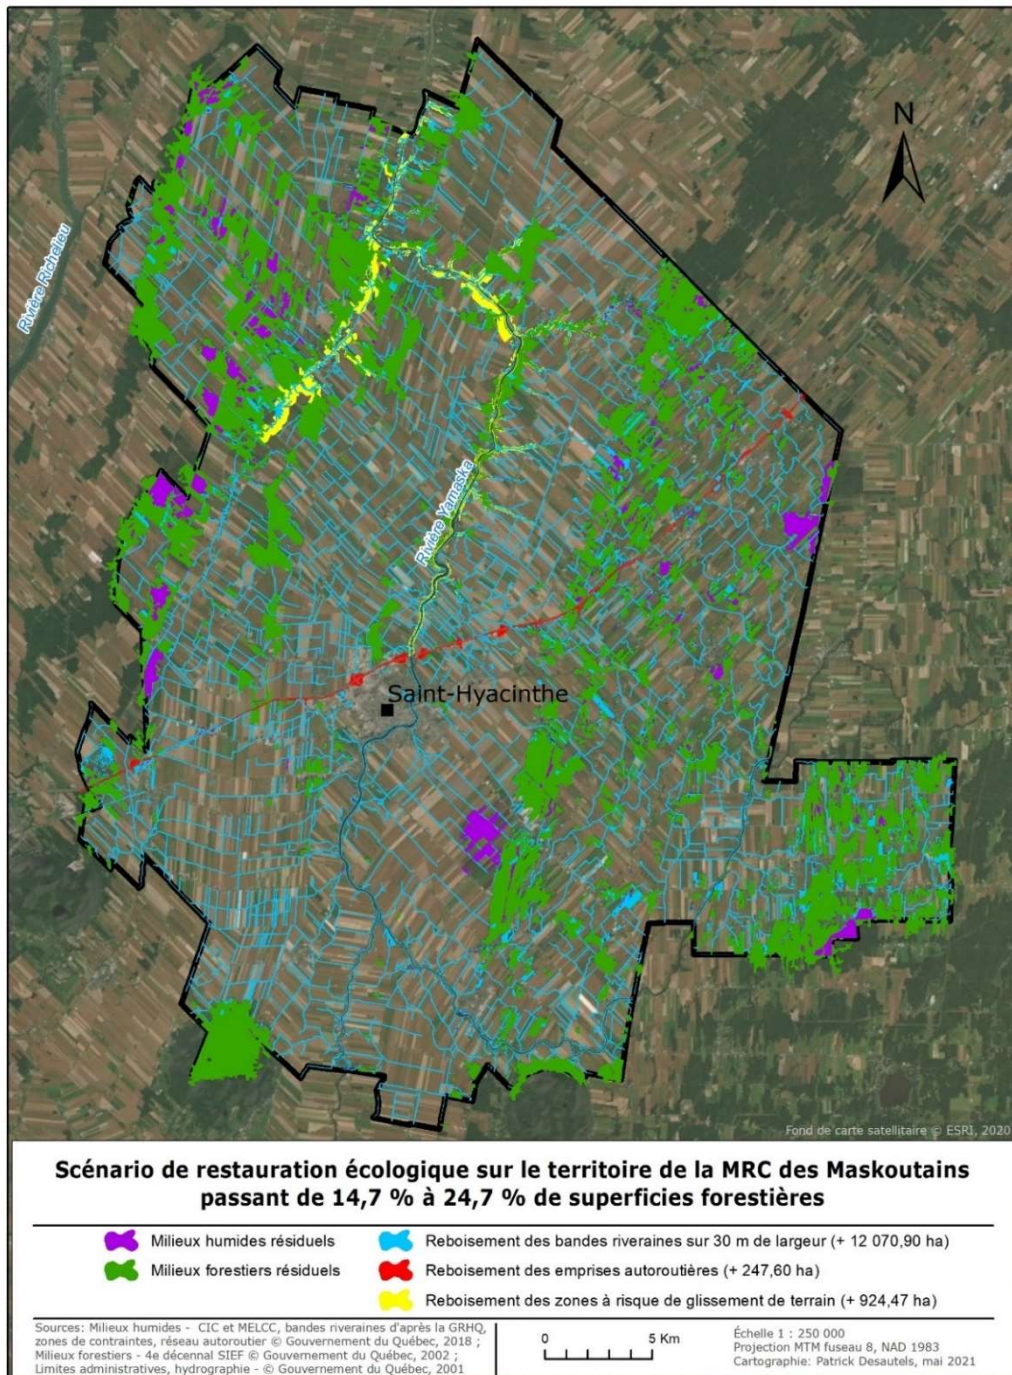 N
Rivière Richelieu
Rivière Yamaska
Saint-Hyacinthe
Fond de carte satellitaire © ESRI, 2020
Scénario de restauration écologique sur le territoire de la MRC des Maskoutains
passant de 14,7 % à 24,7 % de superficies forestières
Milieux humides résiduels
Milieux forestiers résiduels
Reboisement des bandes riveraines sur 30 m de largeur (+ 12 070,90 ha)
Reboisement des emprises autoroutières (+ 247,60 ha)
Reboisement des zones à risque de glissement de terrain (+ 924,47 ha)
Sources: Milieux humides - CIC et MELCC, bandes riveraines d'après la GRHQ,
zones de contraintes, réseau autoroutier © Gouvernement du Québec, 2018 ;
Milieux forestiers - 4e décennal SIEF © Gouvernement du Québec, 2002 ;
Limites administratives, hydrographie - © Gouvernement du Québec, 2001
0 5 Km
Échelle 1 : 250 000
Projection MTM fuseau 8, NAD 1983
Cartographie: Patrick Desautels, mai 2021